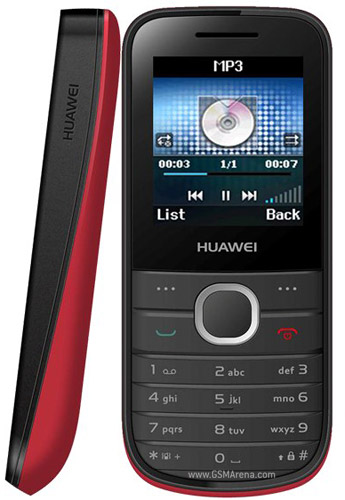 HUAWEI
MP3
00:03 1/1 00:07
List Back
HUAWEI
1 2 abc def 3
4 ghi 5 jkl mno 6
7 pqrs 8 tuv wxyz 9
* + 0 #
www.GSMArena.com